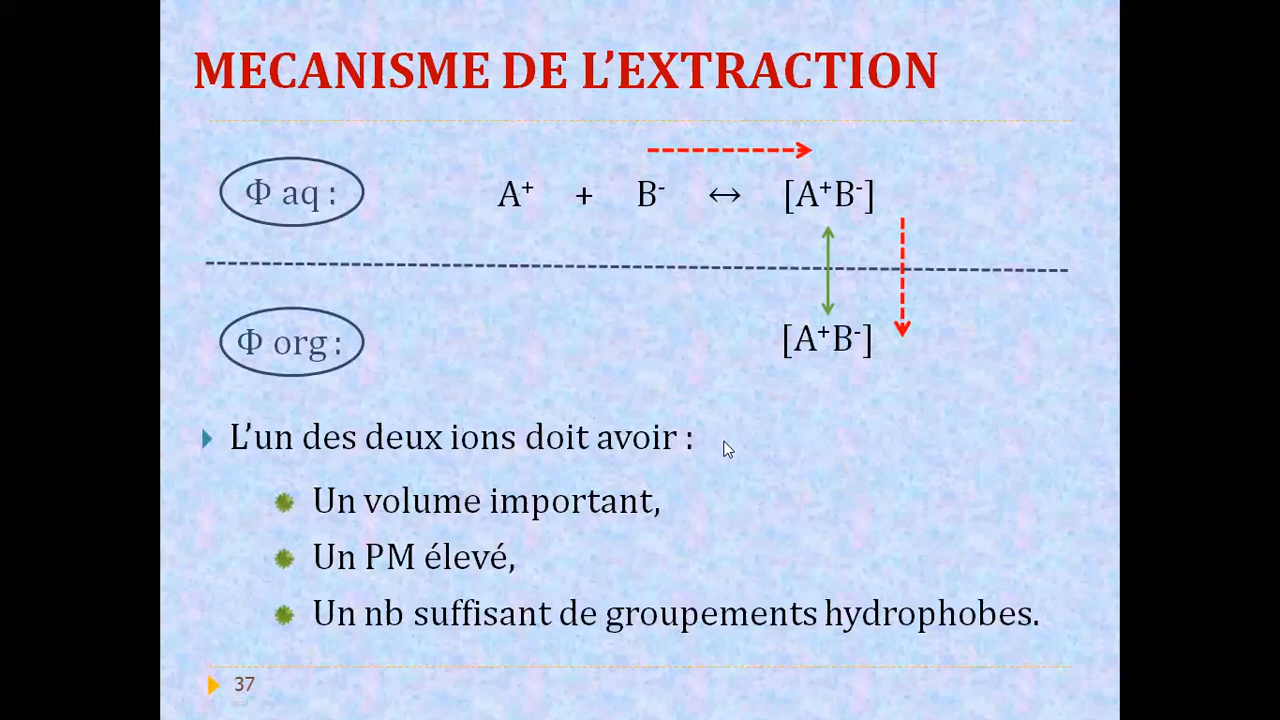 MECANISME DE L’EXTRACTION
Φ aq : A⁺ + B⁻ ↔ [A⁺B⁻]
Φ org : [A⁺B⁻]
L’un des deux ions doit avoir :
Un volume important,
Un PM élevé,
Un nb suffisant de groupements hydrophobes.
37